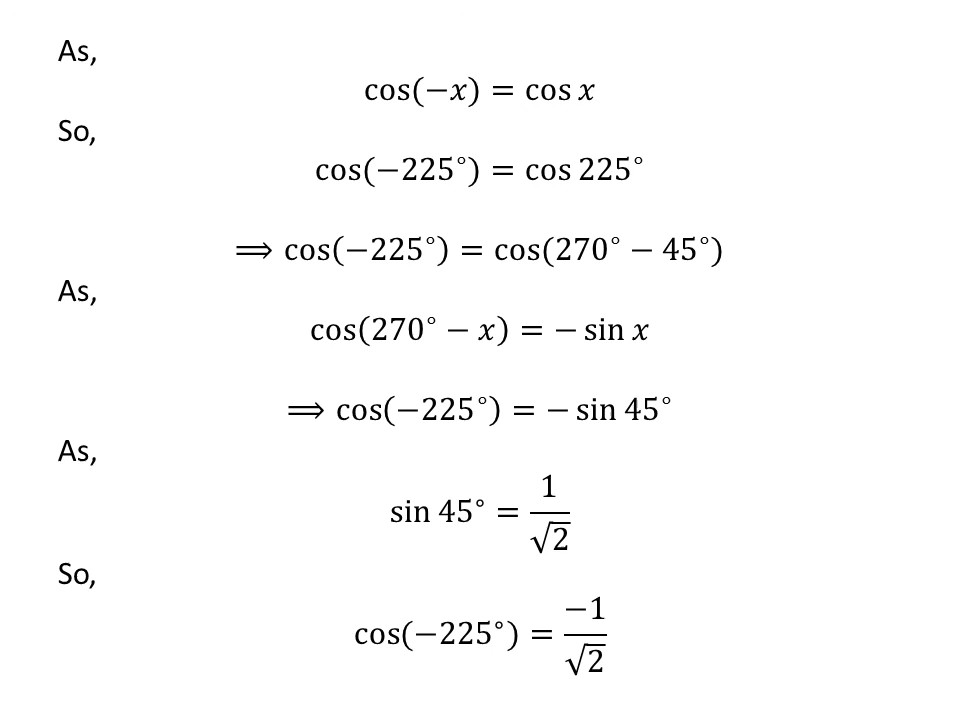 As,
cos(−x) = cos x
So,
cos(−225°) = cos 225°
⟹ cos(−225°) = cos(270° − 45°)
As,
cos(270° − x) = − sin x
⟹ cos(−225°) = − sin 45°
As,
sin 45° = 1/√2
So,
cos(−225°) = −1/√2